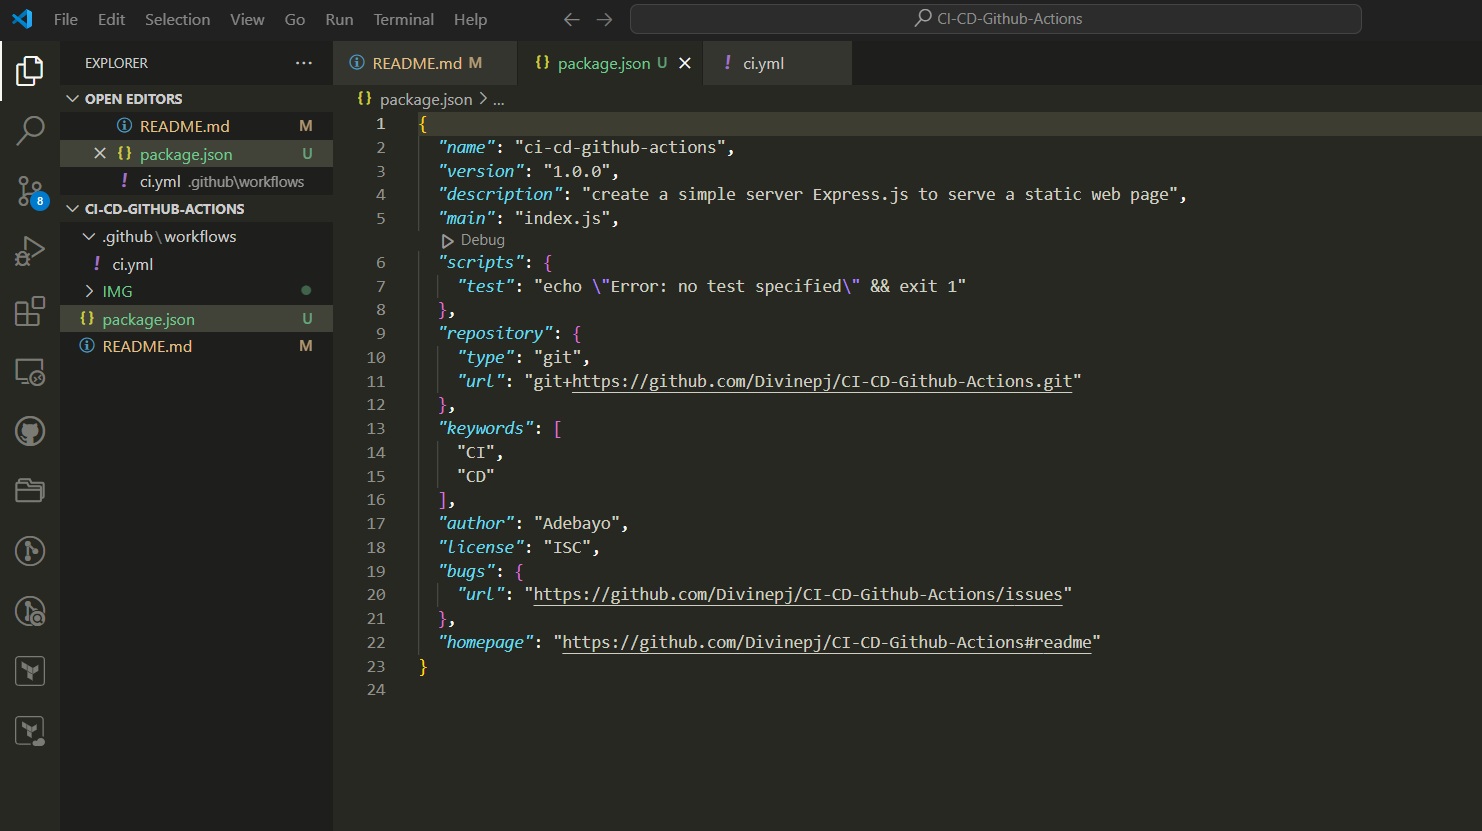 File Edit Selection View Go Run Terminal Help
CI-CD-Github-Actions
EXPLORER
OPEN EDITORS
README.md M
package.json U
ci.yml .github\workflows
CI-CD-GITHUB-ACTIONS
.github\workflows
ci.yml
IMG
package.json U
README.md M
8
README.md M
package.json U
ci.yml
package.json > ...
1 {
2 "name": "ci-cd-github-actions",
3 "version": "1.0.0",
4 "description": "create a simple server Express.js to serve a static web page",
5 "main": "index.js",
Debug
6 "scripts": {
7 "test": "echo \"Error: no test specified\" && exit 1"
8 },
9 "repository": {
10 "type": "git",
11 "url": "git+https://github.com/Divinepj/CI-CD-Github-Actions.git"
12 },
13 "keywords": [
14 "CI",
15 "CD"
16 ],
17 "author": "Adebayo",
18 "license": "ISC",
19 "bugs": {
20 "url": "https://github.com/Divinepj/CI-CD-Github-Actions/issues"
21 },
22 "homepage": "https://github.com/Divinepj/CI-CD-Github-Actions#readme"
23 }
24